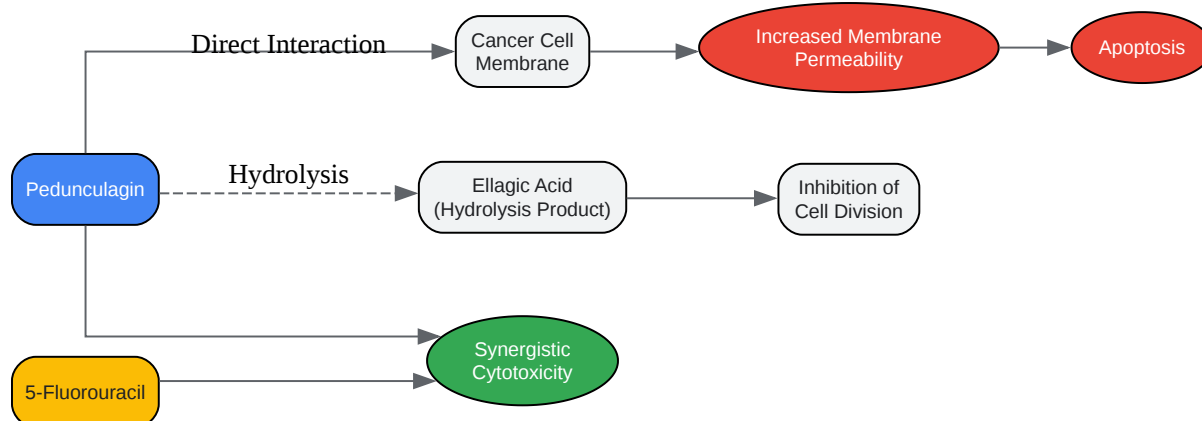 Direct Interaction
Cancer Cell
Membrane
Increased Membrane
Permeability
Apoptosis
Pedunculagin
Hydrolysis
Ellagic Acid
(Hydrolysis Product)
Inhibition of
Cell Division
Synergistic
Cytotoxicity
5-Fluorouracil